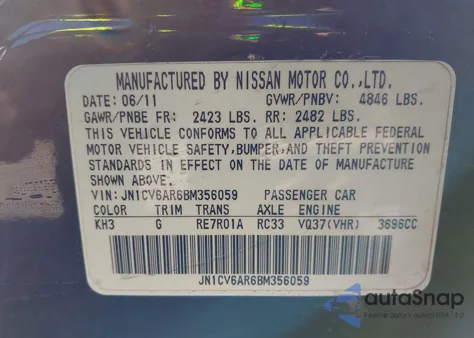 MANUFACTURED BY NISSAN MOTOR CO.,LTD.
DATE: 06/11 GVWR/PNBV: 4846 LBS.
GAWR/PNBE FR: 2423 LBS. RR: 2482 LBS.
THIS VEHICLE CONFORMS TO ALL APPLICABLE FEDERAL
MOTOR VEHICLE SAFETY,BUMPER,AND THEFT PREVENTION
STANDARDS IN EFFECT ON THE DATE OF MANUFACTURE
SHOWN ABOVE.
VIN: JN1CV6AR6BM356059 PASSENGER CAR
COLOR TRIM TRANS AXLE ENGINE
KH3 G RE7R01A RC33 VQ37(VHR) 3696CC
JN1CV6AR6BM356059
autoSnap